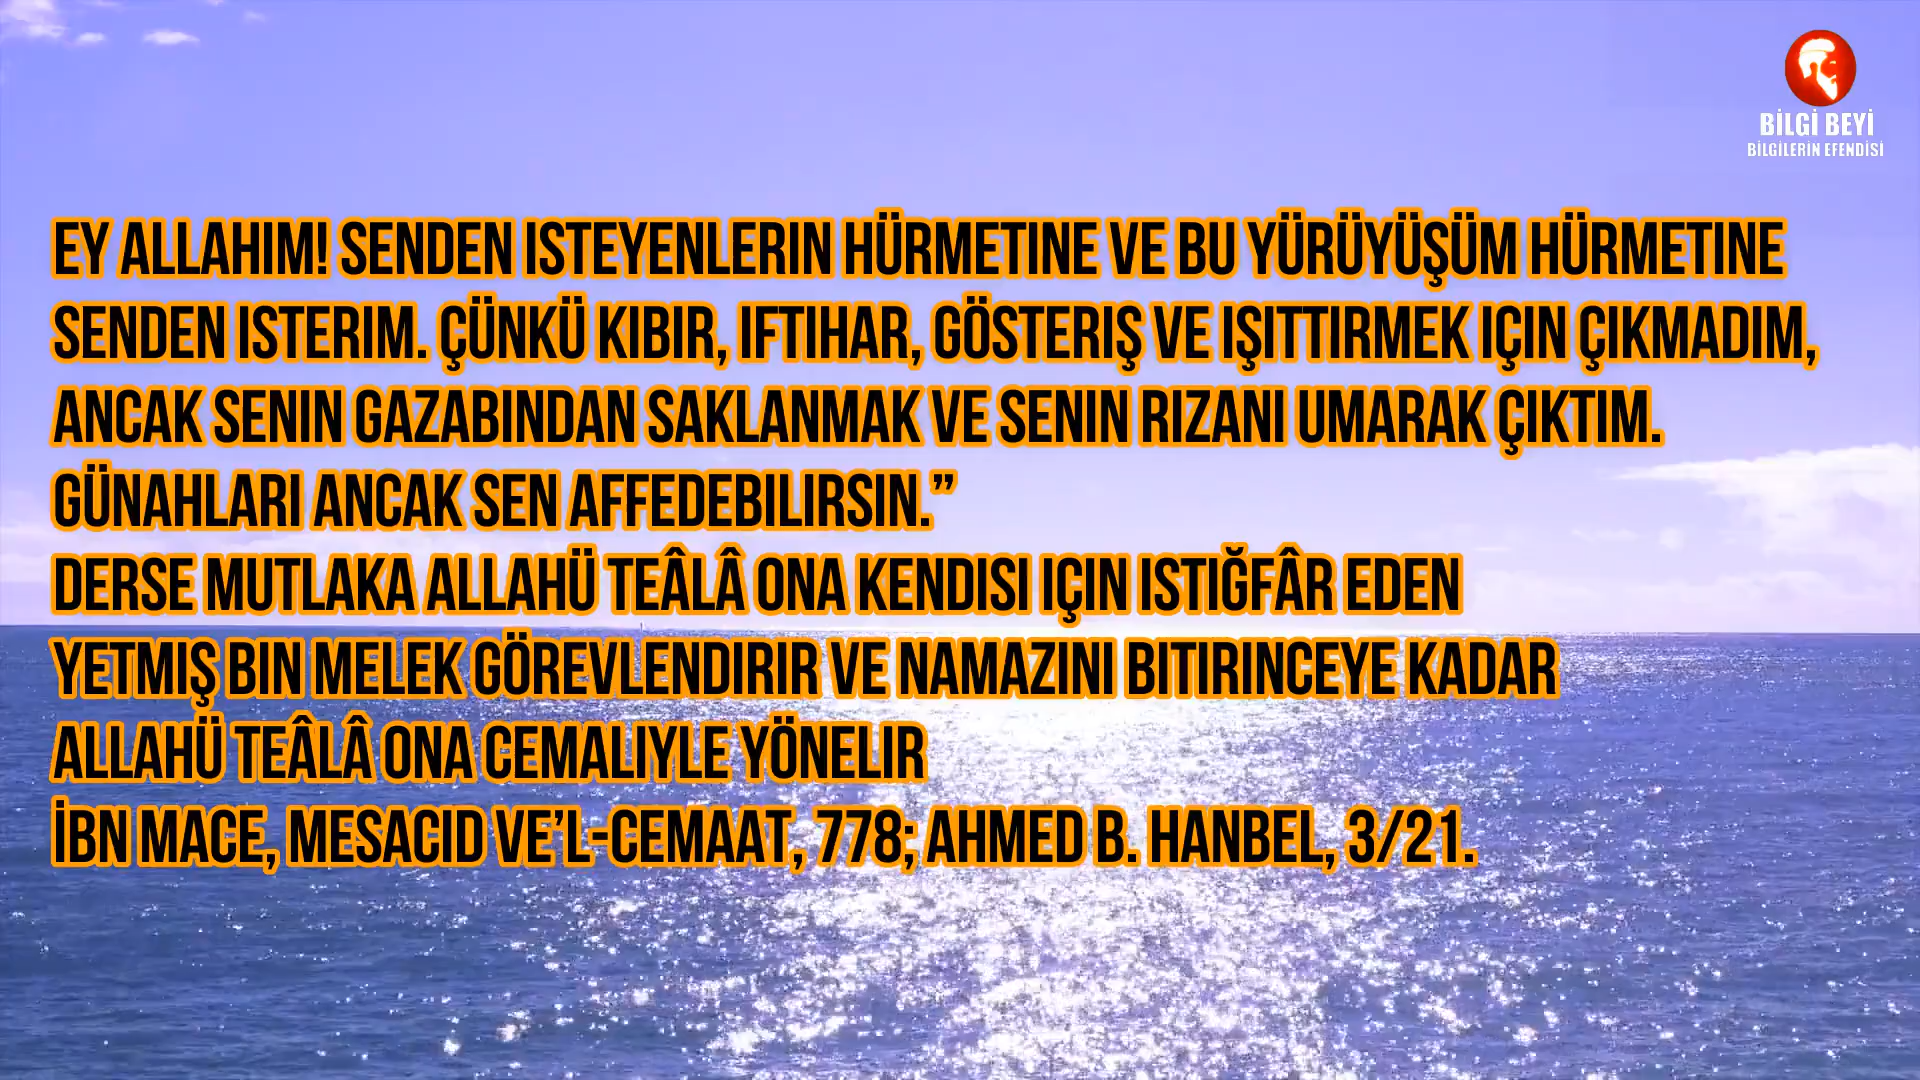 BİLGİ BEYİ
BİLGİLERİN EFENDİSİ
EY ALLAHIM! SENDEN ISTEYENLERIN HÜRMETINE VE BU YÜRÜYÜŞÜM HÜRMETINE
SENDEN ISTERIM. ÇÜNKÜ KIBIR, IFTIHAR, GÖSTERIŞ VE IŞITTIRMEK IÇIN ÇIKMADIM,
ANCAK SENIN GAZABINDAN SAKLANMAK VE SENIN RIZANI UMARAK ÇIKTIM.
GÜNAHLARI ANCAK SEN AFFEDEBILIRSIN.”
DERSE MUTLAKA ALLAHÜ TEÂLÂ ONA KENDISI IÇIN ISTIĞFÂR EDEN
YETMIŞ BIN MELEK GÖREVLENDIRIR VE NAMAZINI BITIRINCEYE KADAR
ALLAHÜ TEÂLÂ ONA CEMALIYLE YÖNELIR
İBN MACE, MESACID VE’L-CEMAAT, 778; AHMED B. HANBEL, 3/21.